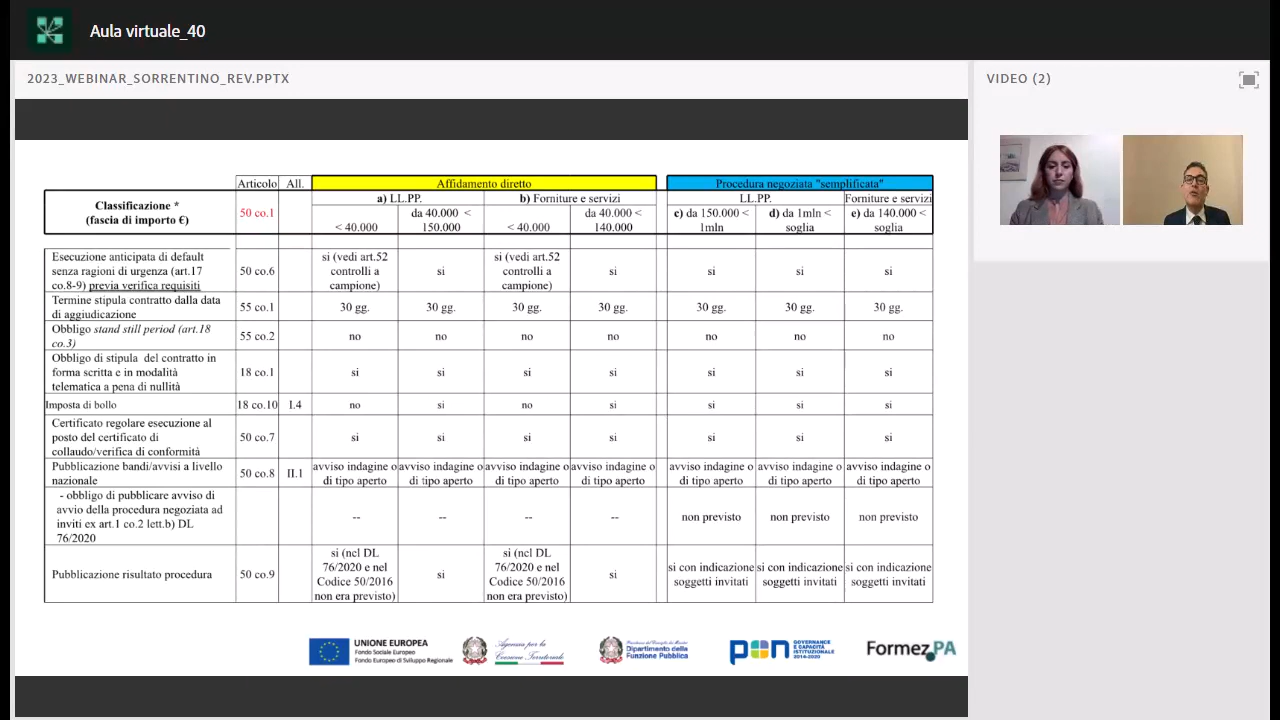 Aula virtuale_40
2023_WEBINAR_SORRENTINO_REV.PPTX
VIDEO (2)
Articolo All. Affidamento diretto Procedura negoziata "semplificata"
Classificazione *
(fascia di importo €)
50 co.1
a) LL.PP. b) Forniture e servizi LL.PP. Forniture e servizi
< 40.000
da 40.000 <
150.000
< 40.000
da 40.000 <
140.000
c) da 150.000 <
1mln
d) da 1mln <
soglia
e) da 140.000 <
soglia
Esecuzione anticipata di default
senza ragioni di urgenza (art.17
co.8-9) previa verifica requisiti
50 co.6
si (vedi art.52
controlli a
campione)
si
si (vedi art.52
controlli a
campione)
si
si
si
si
Termine stipula contratto dalla data
di aggiudicazione
55 co.1
30 gg. 30 gg. 30 gg. 30 gg. 30 gg. 30 gg. 30 gg.
Obbligo stand still period (art.18
co.3)
55 co.2
no no no no no no no
Obbligo di stipula del contratto in
forma scritta e in modalità
telematica a pena di nullità
18 co.1
si si si si si si si
Imposta di bollo 18 co.10 I.4 no si no si si si si
Certificato regolare esecuzione al
posto del certificato di
collaudo/verifica di conformità
50 co.7
si si si si si si si
Pubblicazione bandi/avvisi a livello
nazionale
50 co.8 II.1
avviso indagine o
di tipo aperto
avviso indagine o
di tipo aperto
avviso indagine o
di tipo aperto
avviso indagine o
di tipo aperto
avviso indagine o
di tipo aperto
avviso indagine o
di tipo aperto
avviso indagine o
di tipo aperto
- obbligo di pubblicare avviso di
avvio della procedura negoziata ad
inviti ex art.1 co.2 lett.b) DL
76/2020
-- -- -- -- non previsto non previsto non previsto
Pubblicazione risultato procedura
50 co.9
si (ncl DL
76/2020 e nel
Codice 50/2016
non era previsto)
si
si (ncl DL
76/2020 e nel
Codice 50/2016
non era previsto)
si
si con indicazione
soggetti invitati
si con indicazione
soggetti invitati
si con indicazione
soggetti invitati
UNIONE EUROPEA
Fondo Sociale Europeo
Fondo Europeo di Sviluppo Regionale
Agenzia per la
Coesione Territoriale
Presidenza del Consiglio dei Ministri
Dipartimento della
Funzione Pubblica
pon
GOVERNANCE
E CAPACITÀ
ISTITUZIONALE
2014-2020
FormezPA